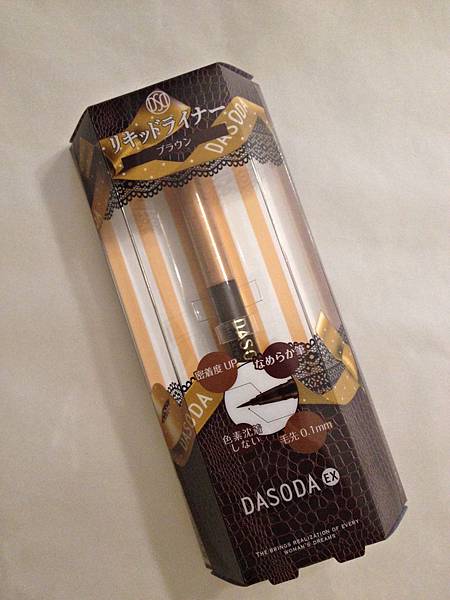 DSO
リキッドライナー
ブラウン
DASODA
DASO
密着度UP
なめらか筆
色素沈着
しない
毛先0.1mm
DASODA
DASODA EX
THE BRINGS REALIZATION OF EVERY
WOMAN'S DREAMS